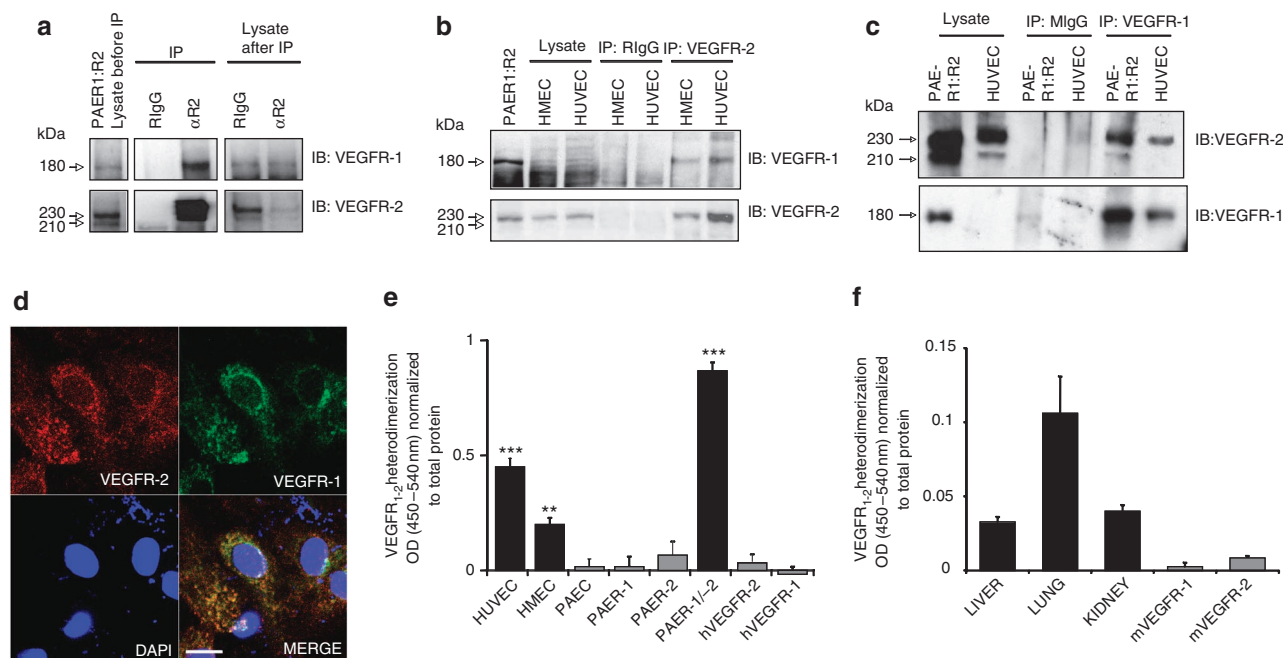 a
PAER1:R2
Lysate before IP
IP
Lysate
after IP
RIgG
αR2
RIgG
αR2
kDa
180
IB: VEGFR-1
230
210
IB: VEGFR-2
b
PAER1:R2
Lysate
IP: RIgG
IP: VEGFR-2
HMEC
HUVEC
HMEC
HUVEC
HMEC
HUVEC
kDa
180
IB: VEGFR-1
230
210
IB: VEGFR-2
c
Lysate
IP: MIgG
IP: VEGFR-1
PAE-
R1:R2
HUVEC
PAE-
R1:R2
HUVEC
PAE-
R1:R2
HUVEC
kDa
230
210
IB:VEGFR-2
180
IB:VEGFR-1
d
VEGFR-2
VEGFR-1
DAPI
MERGE
e
VEGFR1-2heterodimerization
OD (450–540 nm) normalized
to total protein
1
0.5
0
***
**
***
HUVEC
HMEC
PAEC
PAER-1
PAER-2
PAER-1/–2
hVEGFR-2
hVEGFR-1
f
VEGFR1-2heterodimerization
OD (450–540 nm) normalized
to total protein
0.15
0.1
0.05
0
LIVER
LUNG
KIDNEY
mVEGFR-1
mVEGFR-2